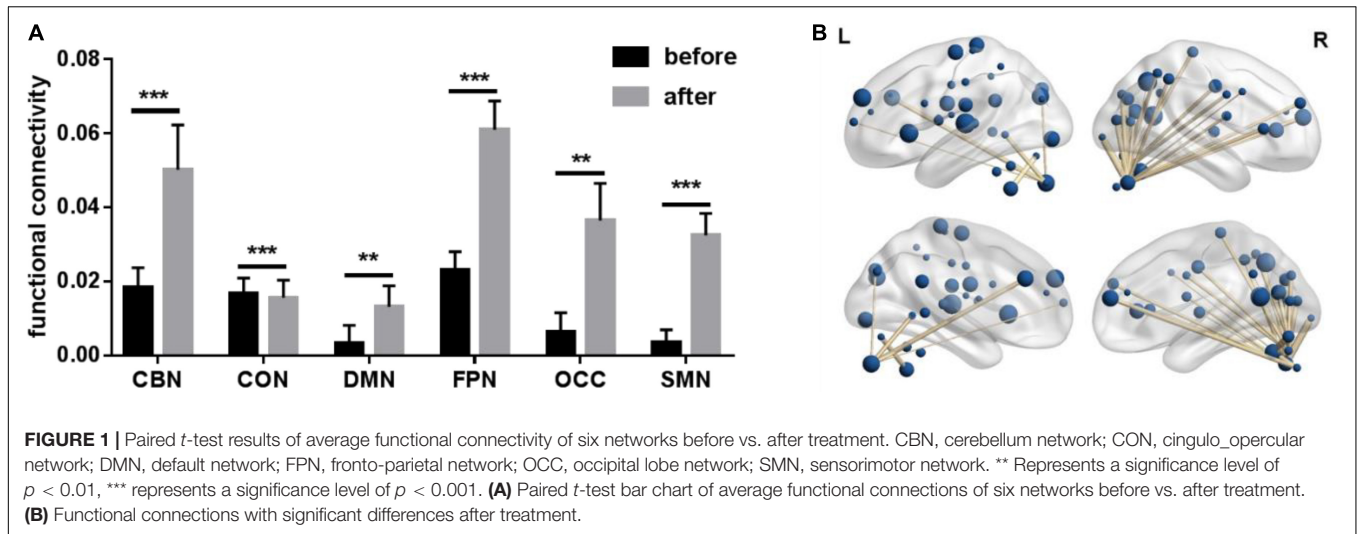 A
functional connectivity
0.08
0.06
0.04
0.02
0.00
***
***
**
***
**
***
before
after
CBN CON DMN FPN OCC SMN
B L R
FIGURE 1 | Paired t-test results of average functional connectivity of six networks before vs. after treatment. CBN, cerebellum network; CON, cingulo_opercular
network; DMN, default network; FPN, fronto-parietal network; OCC, occipital lobe network; SMN, sensorimotor network. ** Represents a significance level of
p < 0.01, *** represents a significance level of p < 0.001. (A) Paired t-test bar chart of average functional connections of six networks before vs. after treatment.
(B) Functional connections with significant differences after treatment.